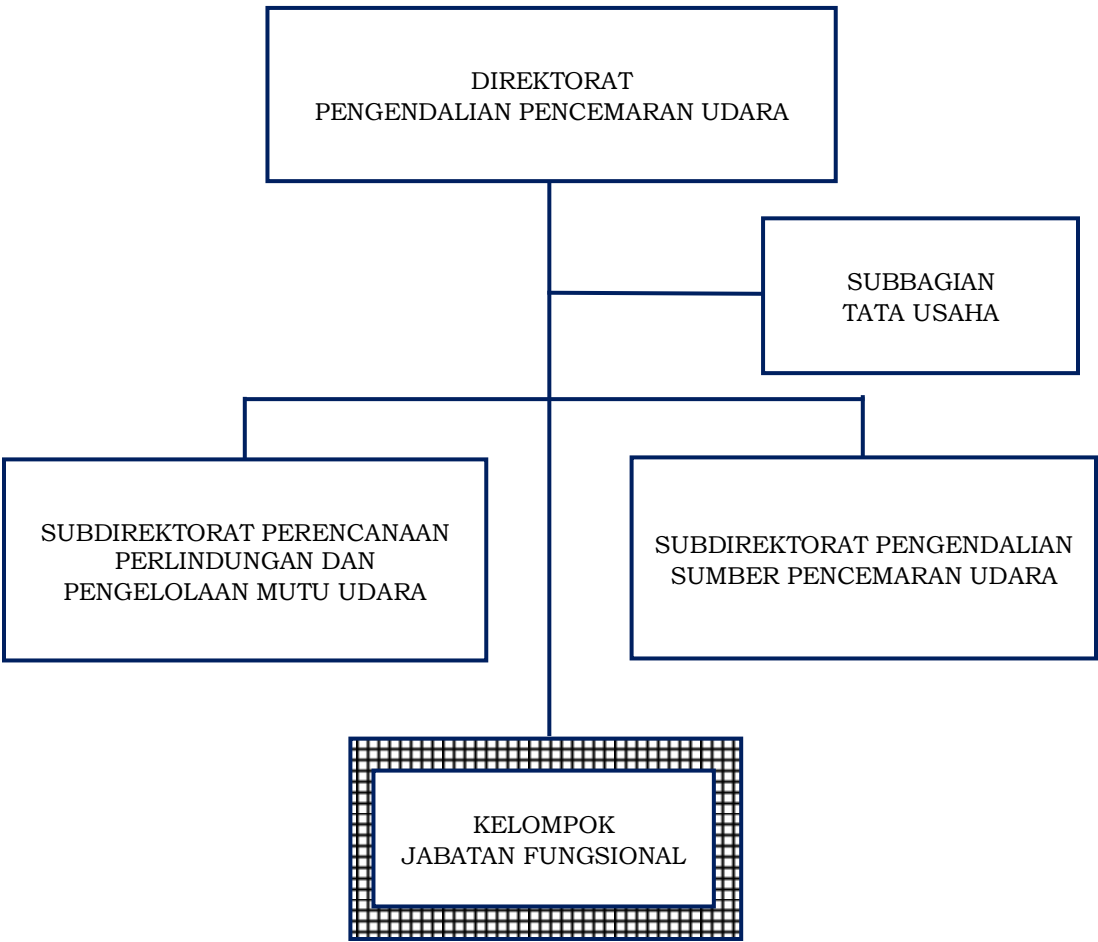 DIREKTORAT
PENGENDALIAN PENCEMARAN UDARA
SUBBAGIAN
TATA USAHA
SUBDIREKTORAT PERENCANAAN
PERLINDUNGAN DAN
PENGELOLAAN MUTU UDARA
SUBDIREKTORAT PENGENDALIAN
SUMBER PENCEMARAN UDARA
KELOMPOK
JABATAN FUNGSIONAL